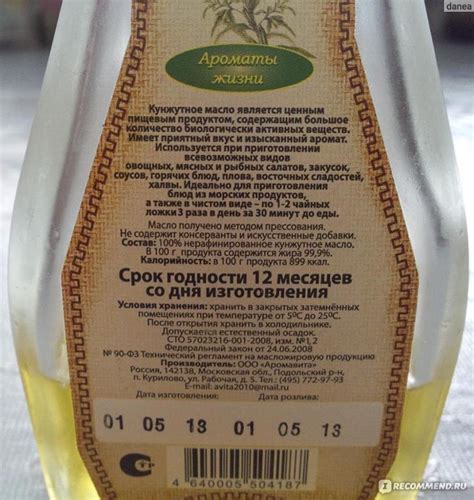 danea
Ароматы
жизни
Кунжутное масло является ценным
пищевым продуктом, содержащим большое
количество биологически активных веществ.
Имеет приятный вкус и изысканный аромат.
Используется при приготовлении
всевозможных видов
овощных, мясных и рыбных салатов, закусок,
соусов, горячих блюд, плова, восточных сладостей,
халвы. Идеально для приготовления
блюд из морских продуктов,
а также в чистом виде – по 1-2 чайных
ложки 3 раза в день за 30 минут до еды.
Масло получено методом прессования.
Не содержит консерванты и искусственные добавки.
Состав: 100% нерафинированное кунжутное масло.
В 100 г продукта содержится жира 99,9%.
Калорийность: в 100 г продукта 899 ккал.
Срок годности 12 месяцев
со дня изготовления
Условия хранения: хранить в закрытых затемнённых
помещениях при температуре от 5ºС до 25ºС.
После открытия хранить в холодильнике.
Допускается естественный осадок.
СТО 57023216-001-2008, изм. №1,2
Федеральный закон от 24.06.2008
№ 90-ФЗ Технический регламент на масложировую продукцию
Производитель: ООО «Аромавита»
Россия, 142138, Московская обл., Подольский р-н,
п. Курилово, ул. Рабочая, д. 5. Тел. (495) 772-97-93
E-mail: avita2010@mail.ru
Дата изготовления: Дата розлива:
01 05 13 01 05 13
4 640005 504187
IRECOMMEND.RU